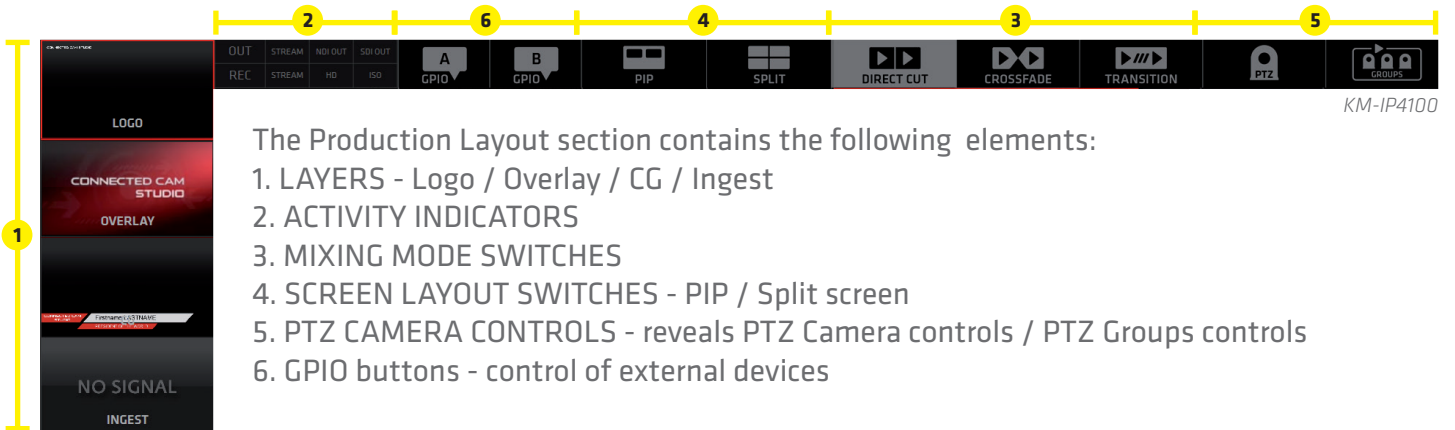 2 6 4 3 5
OUT STREAM NDI OUT SDI OUT
REC STREAM HD ISO
A GPIO
B GPIO
PIP
SPLIT
DIRECT CUT
CROSSFADE
TRANSITION
PTZ
GROUPS
KM-IP4100
1
LOGO
CONNECTED CAM
STUDIO
OVERLAY
NO SIGNAL
INGEST
The Production Layout section contains the following elements:
1. LAYERS - Logo / Overlay / CG / Ingest
2. ACTIVITY INDICATORS
3. MIXING MODE SWITCHES
4. SCREEN LAYOUT SWITCHES - PIP / Split screen
5. PTZ CAMERA CONTROLS - reveals PTZ Camera controls / PTZ Groups controls
6. GPIO buttons - control of external devices